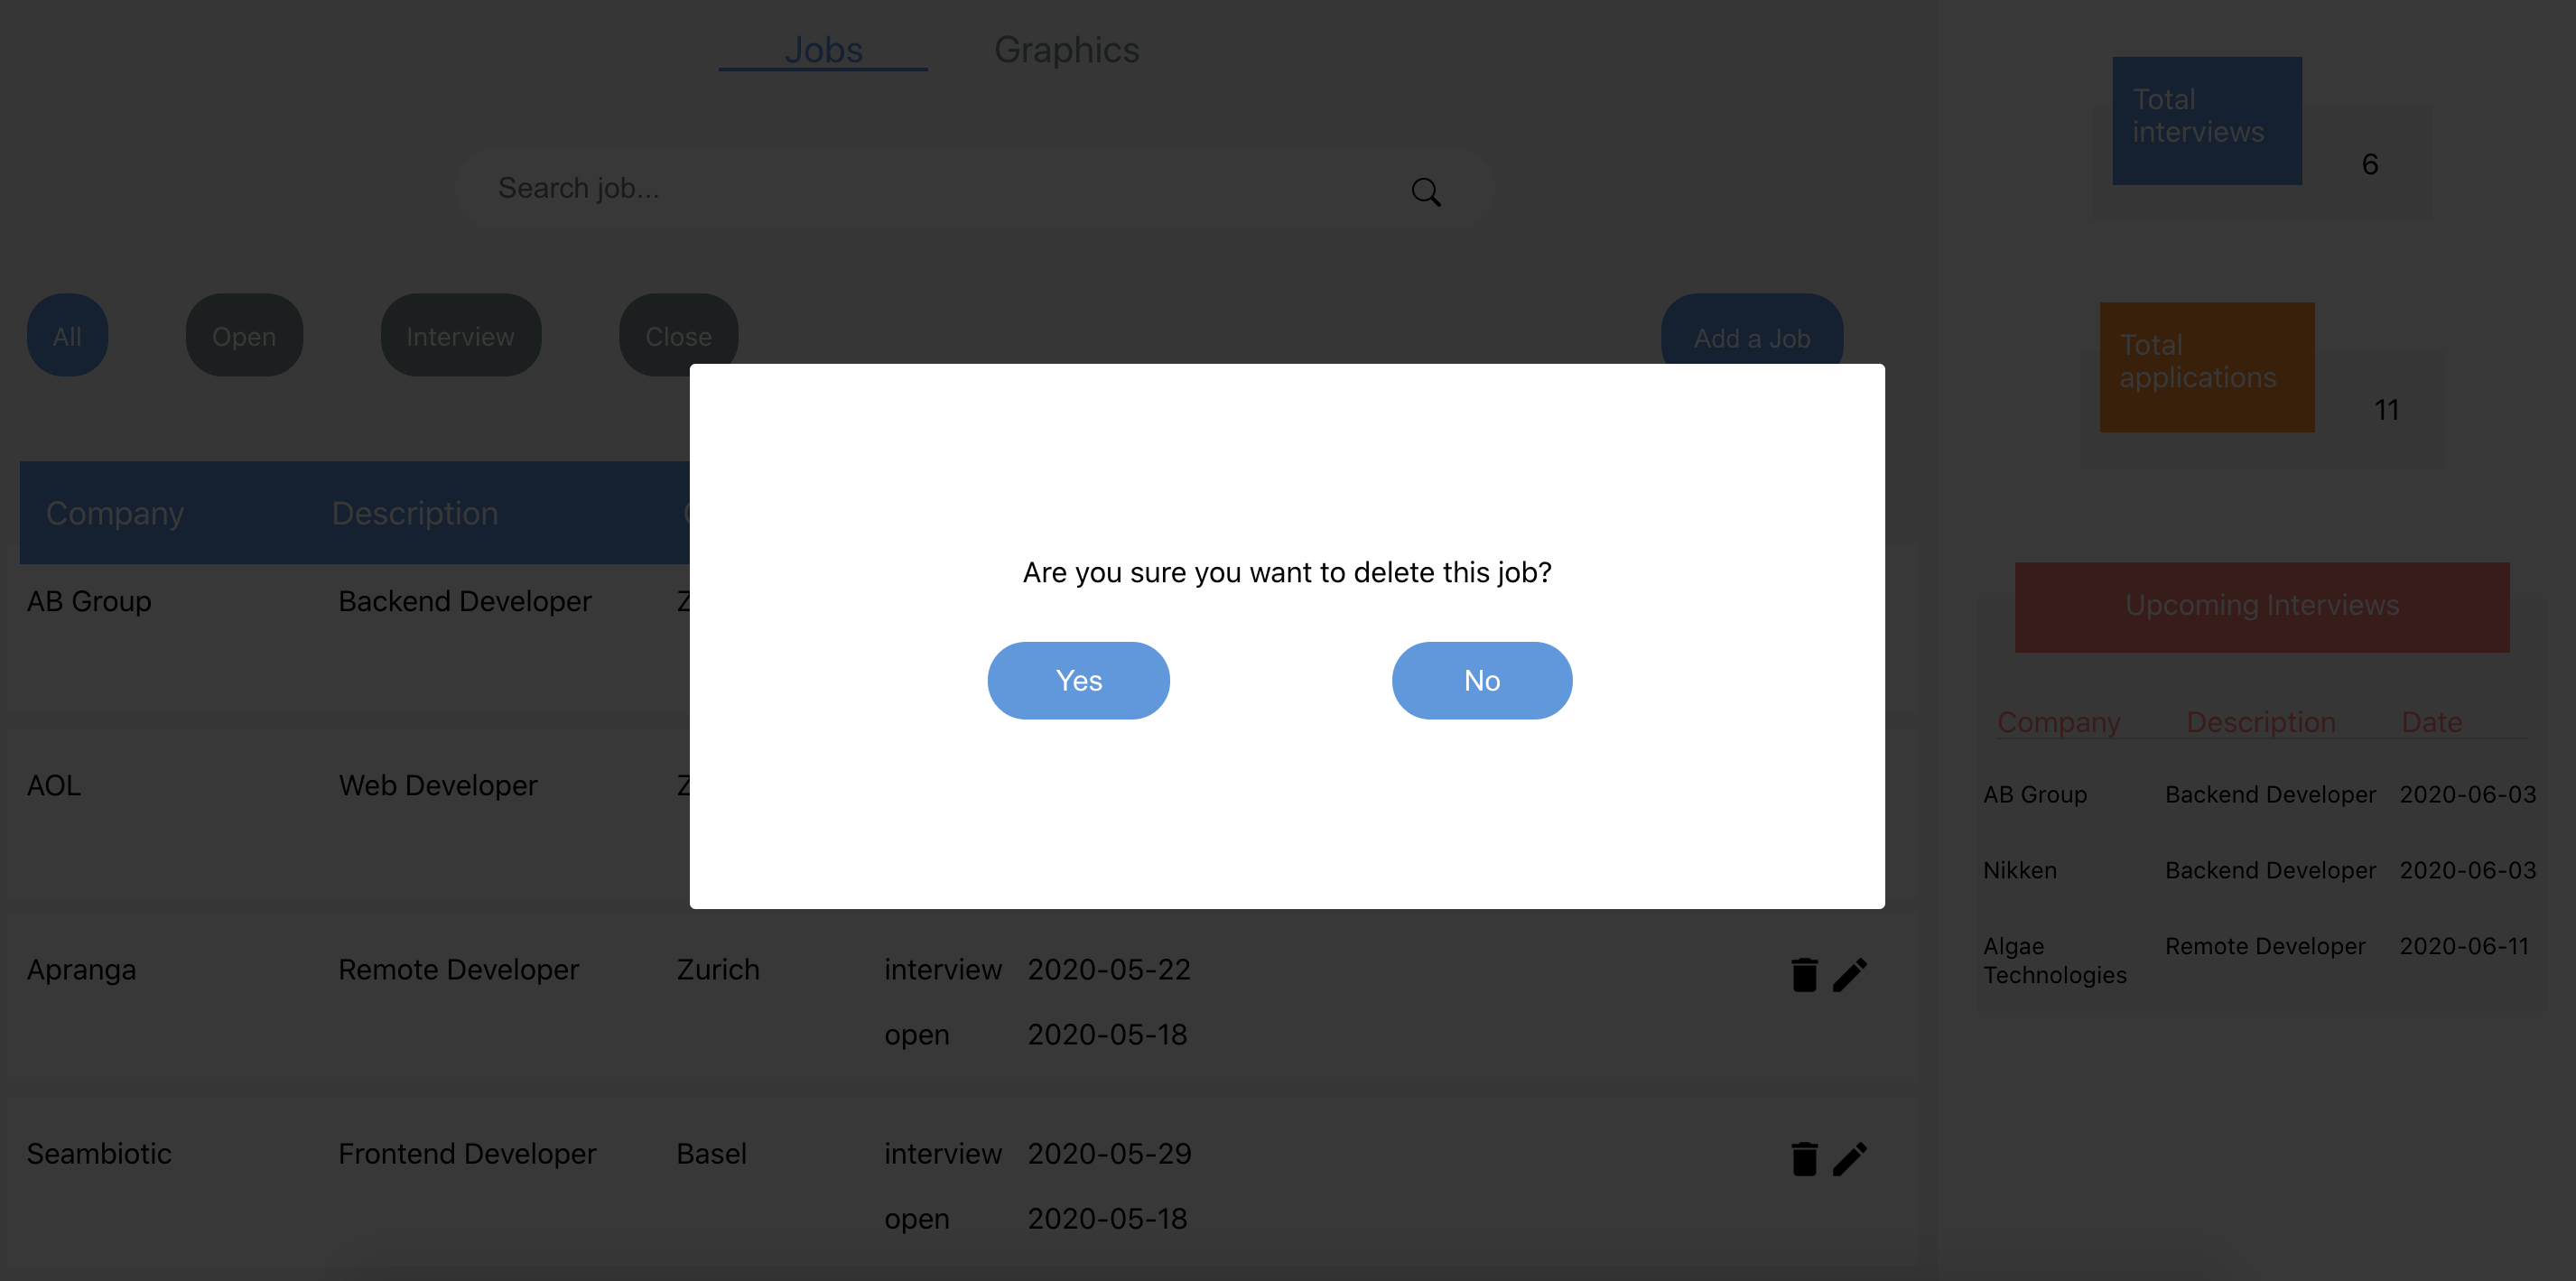 Jobs Graphics
Search job...
All Open Interview Close Add a Job
Company Description
AB Group Backend Developer
AOL Web Developer
Apranga Remote Developer Zurich interview 2020-05-22
open 2020-05-18
Seambiotic Frontend Developer Basel interview 2020-05-29
open 2020-05-18
Are you sure you want to delete this job?
Yes No
Total
interviews
6
Total
applications
11
Upcoming Interviews
Company Description Date
AB Group Backend Developer 2020-06-03
Nikken Backend Developer 2020-06-03
Algae Remote Developer 2020-06-11
Technologies